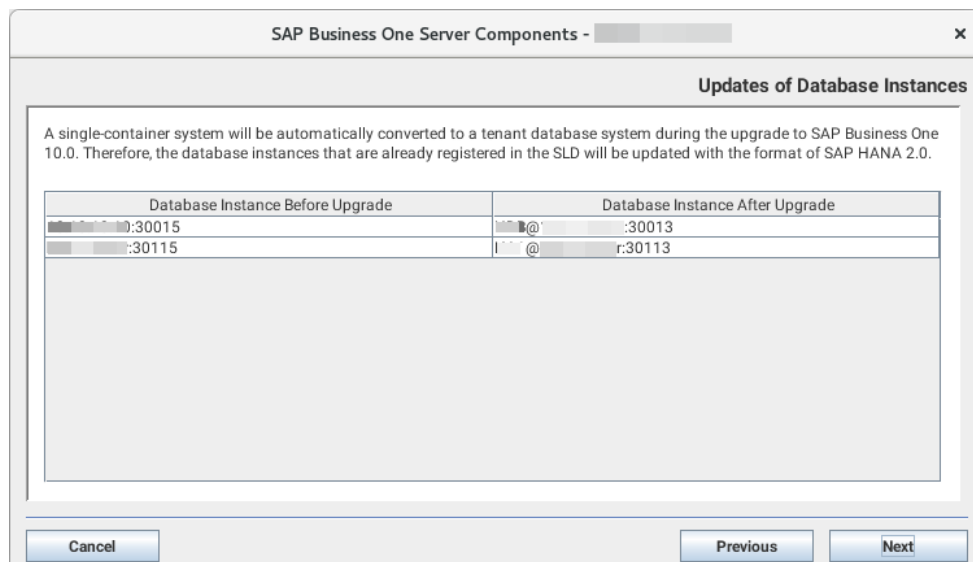 SAP Business One Server Components -
×
Updates of Database Instances
A single-container system will be automatically converted to a tenant database system during the upgrade to SAP Business One
10.0. Therefore, the database instances that are already registered in the SLD will be updated with the format of SAP HANA 2.0.
Database Instance Before Upgrade Database Instance After Upgrade
:30015 @ :30013
:30115 @ r:30113
Cancel Previous Next